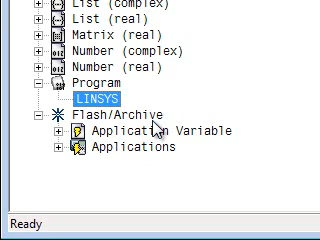 List (complex)
List (real)
Matrix (real)
Number (complex)
Number (real)
Program
LINSYS
Flash/Archive
Application Variable
Applications
Ready